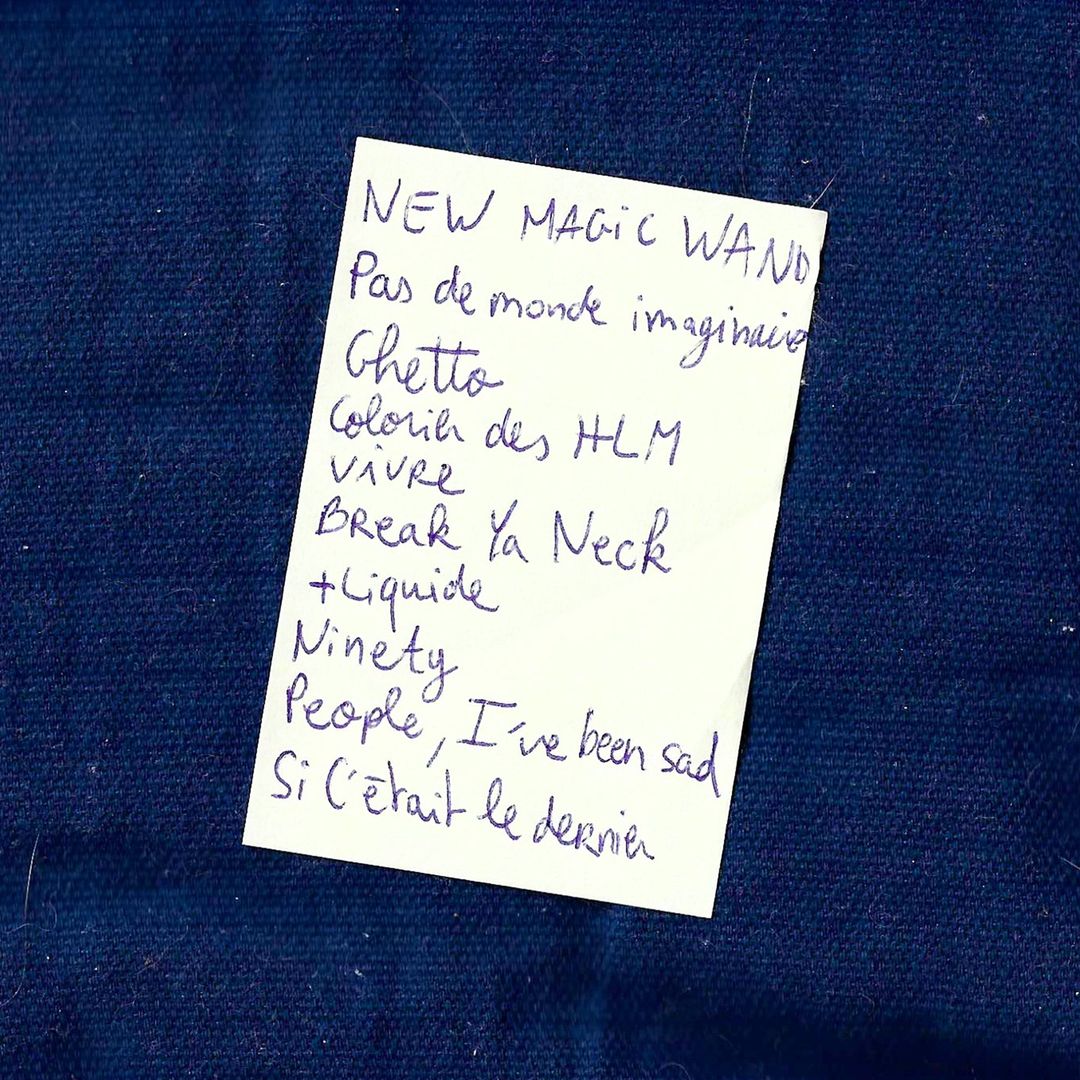 NEW MAGiC WAND
Pas de monde imaginaire
Ghetto
Colorier des HLM
ViVRE
BReak Ya Neck
+Liquide
Ninety
People, I've been sad
Si C'était le dernier